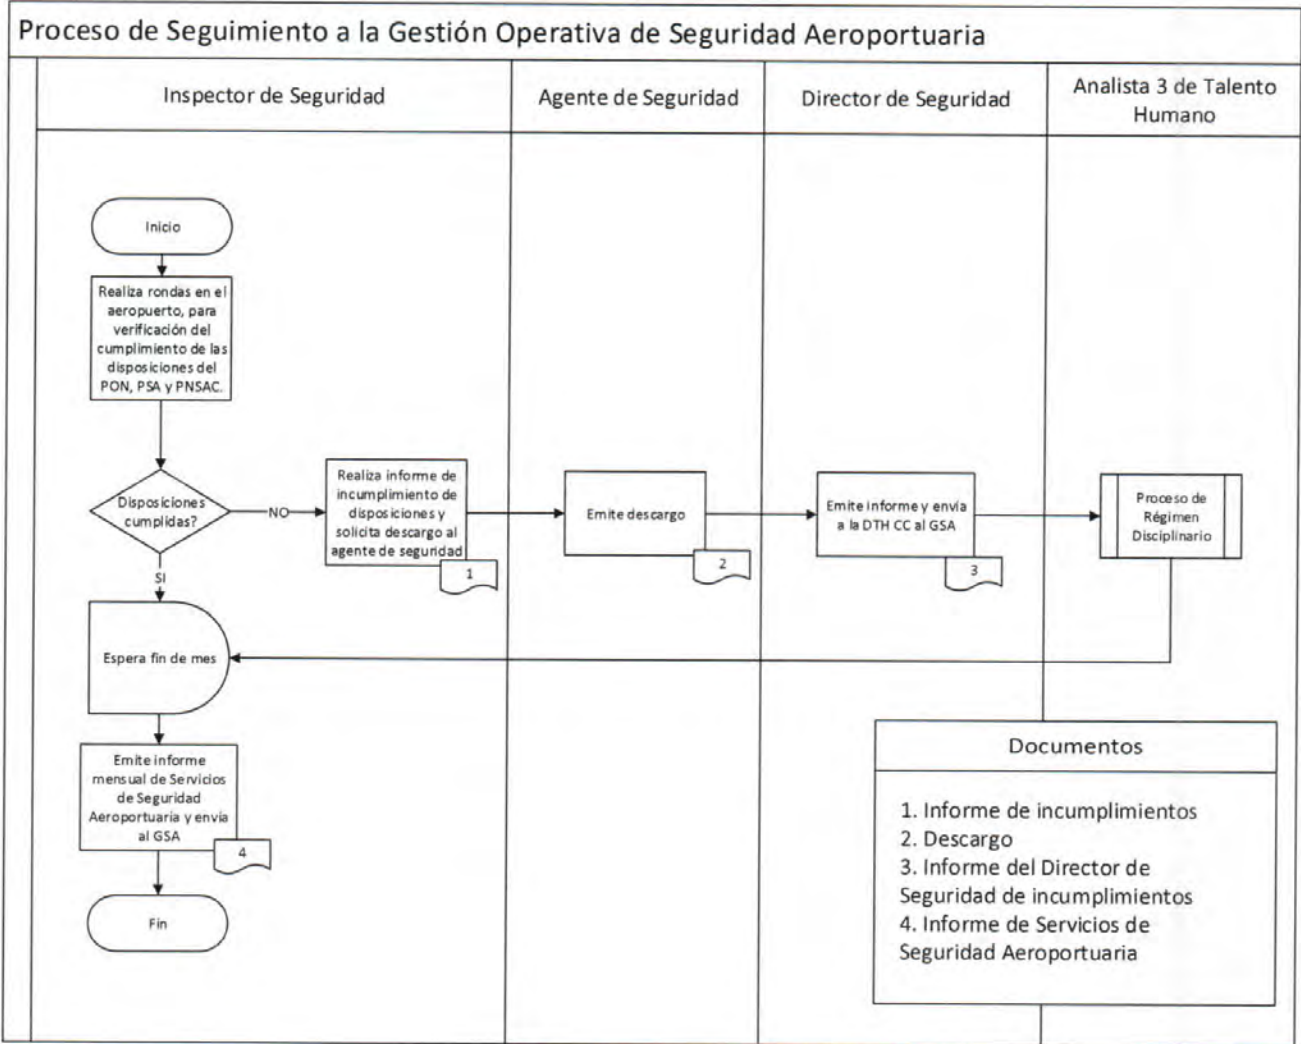 Proceso de Seguimiento a la Gestión Operativa de Seguridad Aeroportuaria
Inspector de Seguridad
Agente de Seguridad
Director de Seguridad
Analista 3 de Talento
Humano
Inicio
Realiza rondas en el
aeropuerto, para
verificación del
cumplimiento de las
disposiciones del
PON, PSA y PNSAC.
Disposiciones
cumplidas?
NO
Realiza informe de
incumplimiento de
disposiciones y
solicita descargo al
agente de seguridad
1
Emite descargo
2
Emite informe y envía
a la DTH CC al GSA
3
Proceso de
Régimen
Disciplinario
SI
Espera fin de mes
Emite informe
mensual de Servicios
de Seguridad
Aeroportuaria y envía
al GSA
4
Fin
Documentos
1. Informe de incumplimientos
2. Descargo
3. Informe del Director de
Seguridad de incumplimientos
4. Informe de Servicios de
Seguridad Aeroportuaria